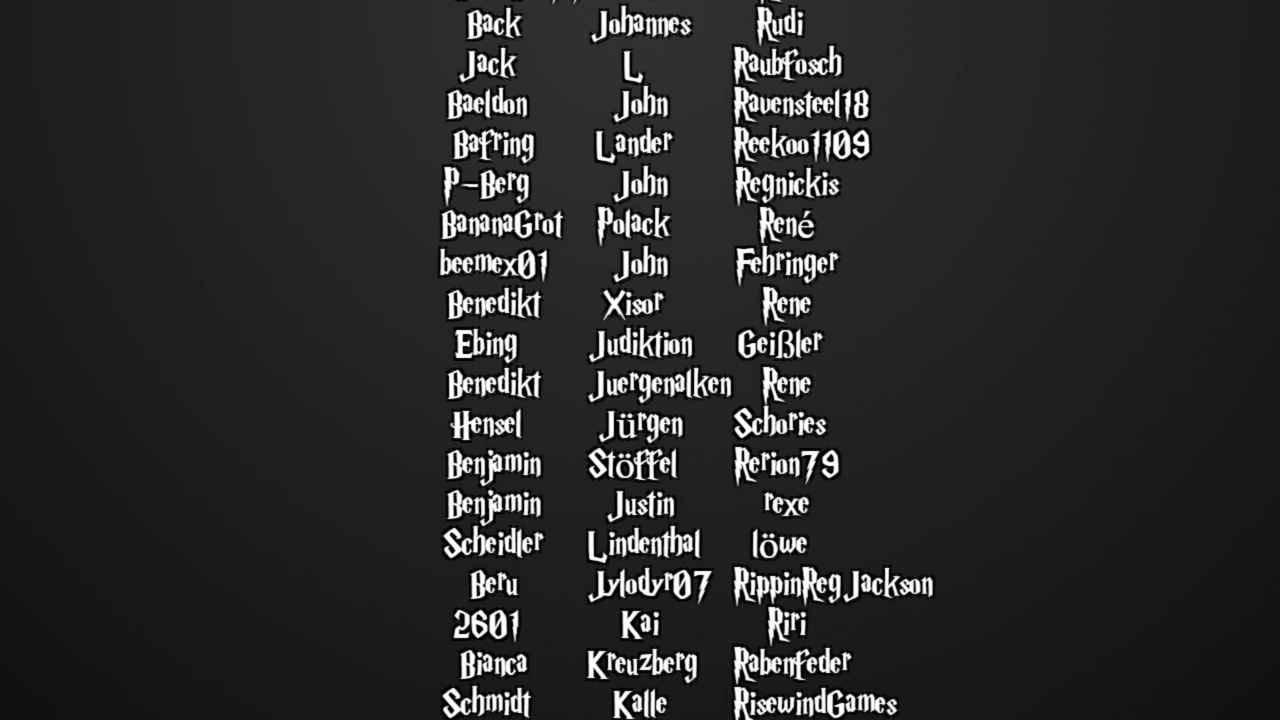 Back Johannes Rudi
Jack L Raubfosch
Baeldon John Ravensteel18
Bafring Lander Reekoo1109
P-Berg John Regnickis
BananaGrot Polack René
beemex01 John Fehringer
Benedikt Xisor Rene
Ebing Judiktion Geißler
Benedikt Juergenalken Rene
Hensel Jürgen Schories
Benjamin Stöffel Rerion79
Benjamin Justin rexe
Scheidler Lindenthal löwe
Beru Jylodyr07 RippinRegJackson
2601 Kai Riri
Bianca Kreuzberg Rabenfeder
Schmidt Kalle RisewindGames